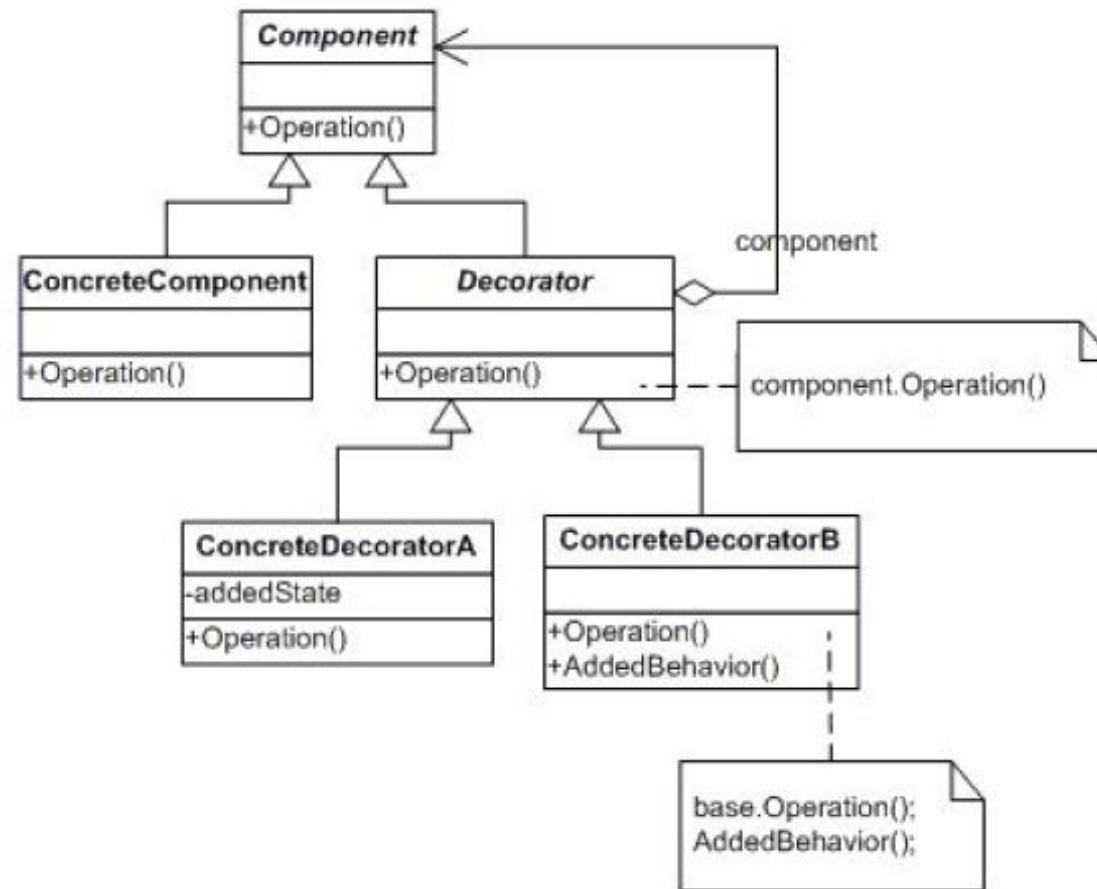 Component
+Operation()
component
ConcreteComponent
+Operation()
Decorator
+Operation()
component.Operation()
ConcreteDecoratorA
-addedState
+Operation()
ConcreteDecoratorB
+Operation()
+AddedBehavior()
base.Operation();
AddedBehavior();